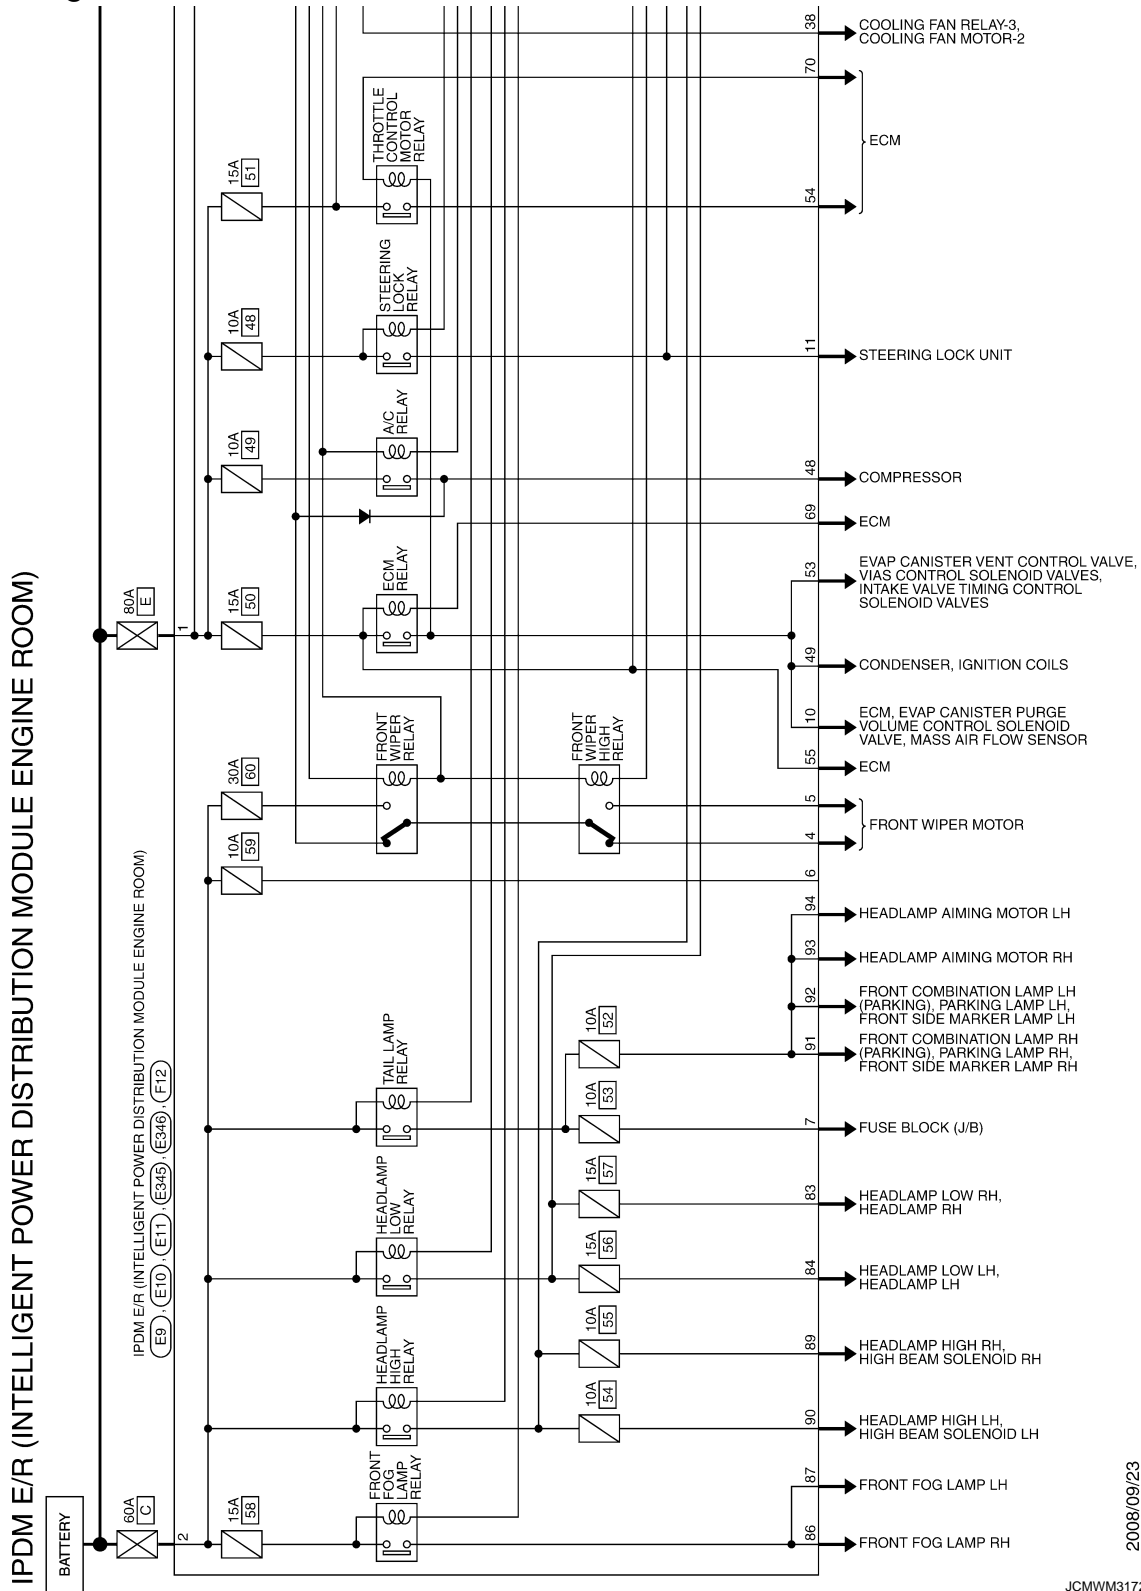 IPDM E/R (INTELLIGENT POWER DISTRIBUTION MODULE ENGINE ROOM)
BATTERY
80A
E
60A
C
1
2
IPDM E/R (INTELLIGENT POWER DISTRIBUTION MODULE ENGINE ROOM)
E9 , E10 , E11 , E345 , E346 , F12
15A
51
THROTTLE
CONTROL
MOTOR
RELAY
10A
48
STEERING
LOCK
RELAY
10A
49
A/C
RELAY
15A
50
ECM
RELAY
30A
60
FRONT
WIPER
RELAY
FRONT
WIPER
HIGH
RELAY
10A
59
TAIL LAMP
RELAY
10A
52
10A
53
HEADLAMP
LOW
RELAY
15A
57
15A
56
HEADLAMP
HIGH
RELAY
10A
55
10A
54
15A
58
FRONT
FOG
LAMP
RELAY
38
COOLING FAN RELAY-3,
COOLING FAN MOTOR-2
70
ECM
54
11
STEERING LOCK UNIT
48
COMPRESSOR
69
ECM
53
EVAP CANISTER VENT CONTROL VALVE,
VIAS CONTROL SOLENOID VALVES,
INTAKE VALVE TIMING CONTROL
SOLENOID VALVES
49
CONDENSER, IGNITION COILS
10
ECM, EVAP CANISTER PURGE
VOLUME CONTROL SOLENOID
VALVE, MASS AIR FLOW SENSOR
55
ECM
5
FRONT WIPER MOTOR
4
6
94
HEADLAMP AIMING MOTOR LH
93
HEADLAMP AIMING MOTOR RH
92
FRONT COMBINATION LAMP LH
(PARKING), PARKING LAMP LH,
FRONT SIDE MARKER LAMP LH
91
FRONT COMBINATION LAMP RH
(PARKING), PARKING LAMP RH,
FRONT SIDE MARKER LAMP RH
7
FUSE BLOCK (J/B)
83
HEADLAMP LOW RH,
HEADLAMP RH
84
HEADLAMP LOW LH,
HEADLAMP LH
89
HEADLAMP HIGH RH,
HIGH BEAM SOLENOID RH
90
HEADLAMP HIGH LH,
HIGH BEAM SOLENOID LH
87
FRONT FOG LAMP LH
86
FRONT FOG LAMP RH
2008/09/23
JCMWM3172